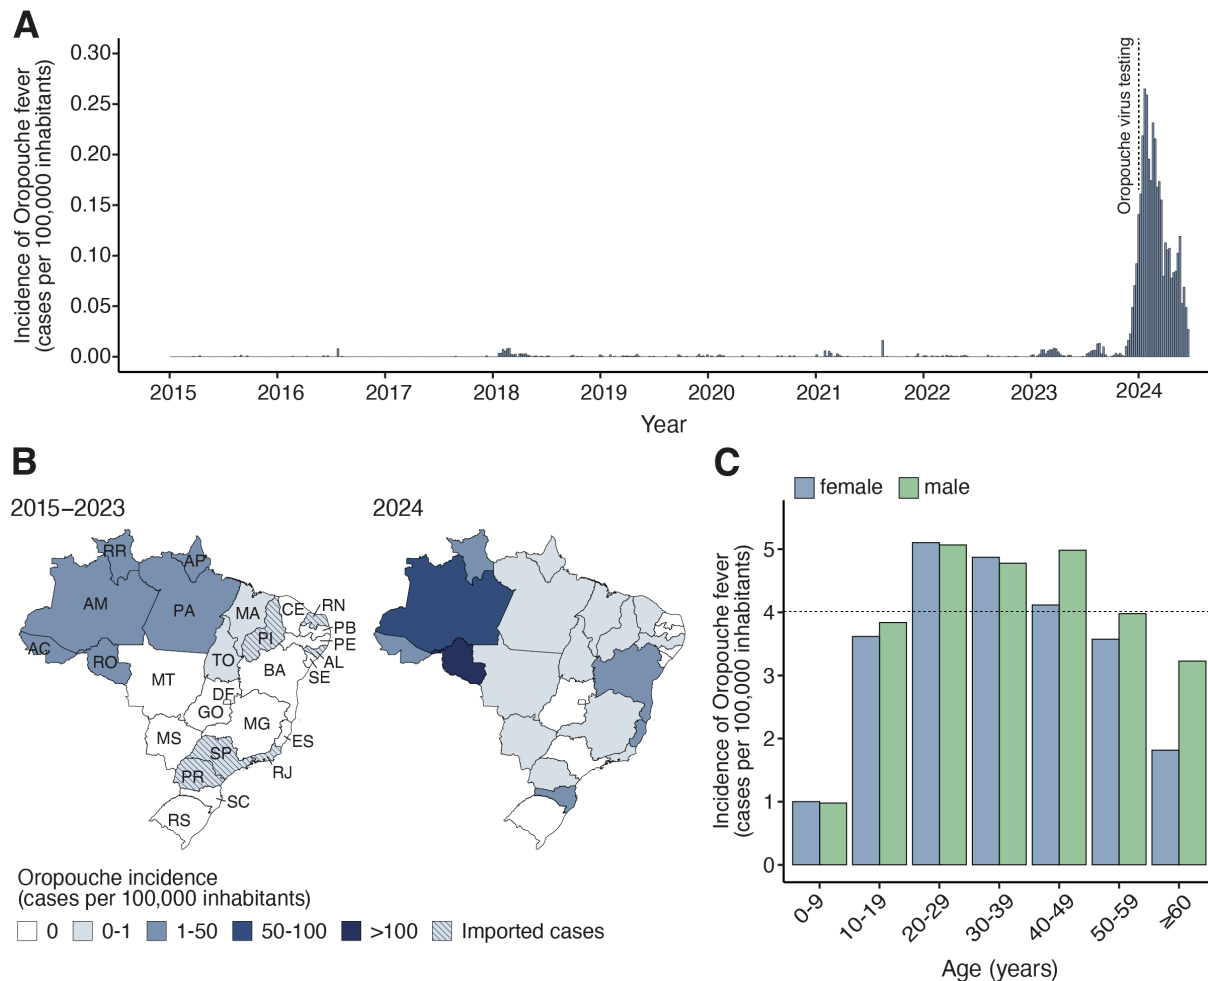 A
Incidence of Oropouche fever
(cases per 100,000 inhabitants)
0.30
0.25
0.20
0.15
0.10
0.05
0.00
Oropouche virus testing
2015
2016
2017
2018
2019
2020
2021
2022
2023
2024
Year
B
2015–2023
RR
AP
AM
PA
MA
CE
RN
PB
PI
PE
AC
RO
TO
AL
MT
BA
SE
DF
GO
MG
MS
ES
SP
RJ
PR
SC
RS
2024
Oropouche incidence
(cases per 100,000 inhabitants)
0
0-1
1-50
50-100
>100
Imported cases
C
female
male
Incidence of Oropouche fever
(cases per 100,000 inhabitants)
5
4
3
2
1
0
0-9
10-19
20-29
30-39
40-49
50-59
≥60
Age (years)